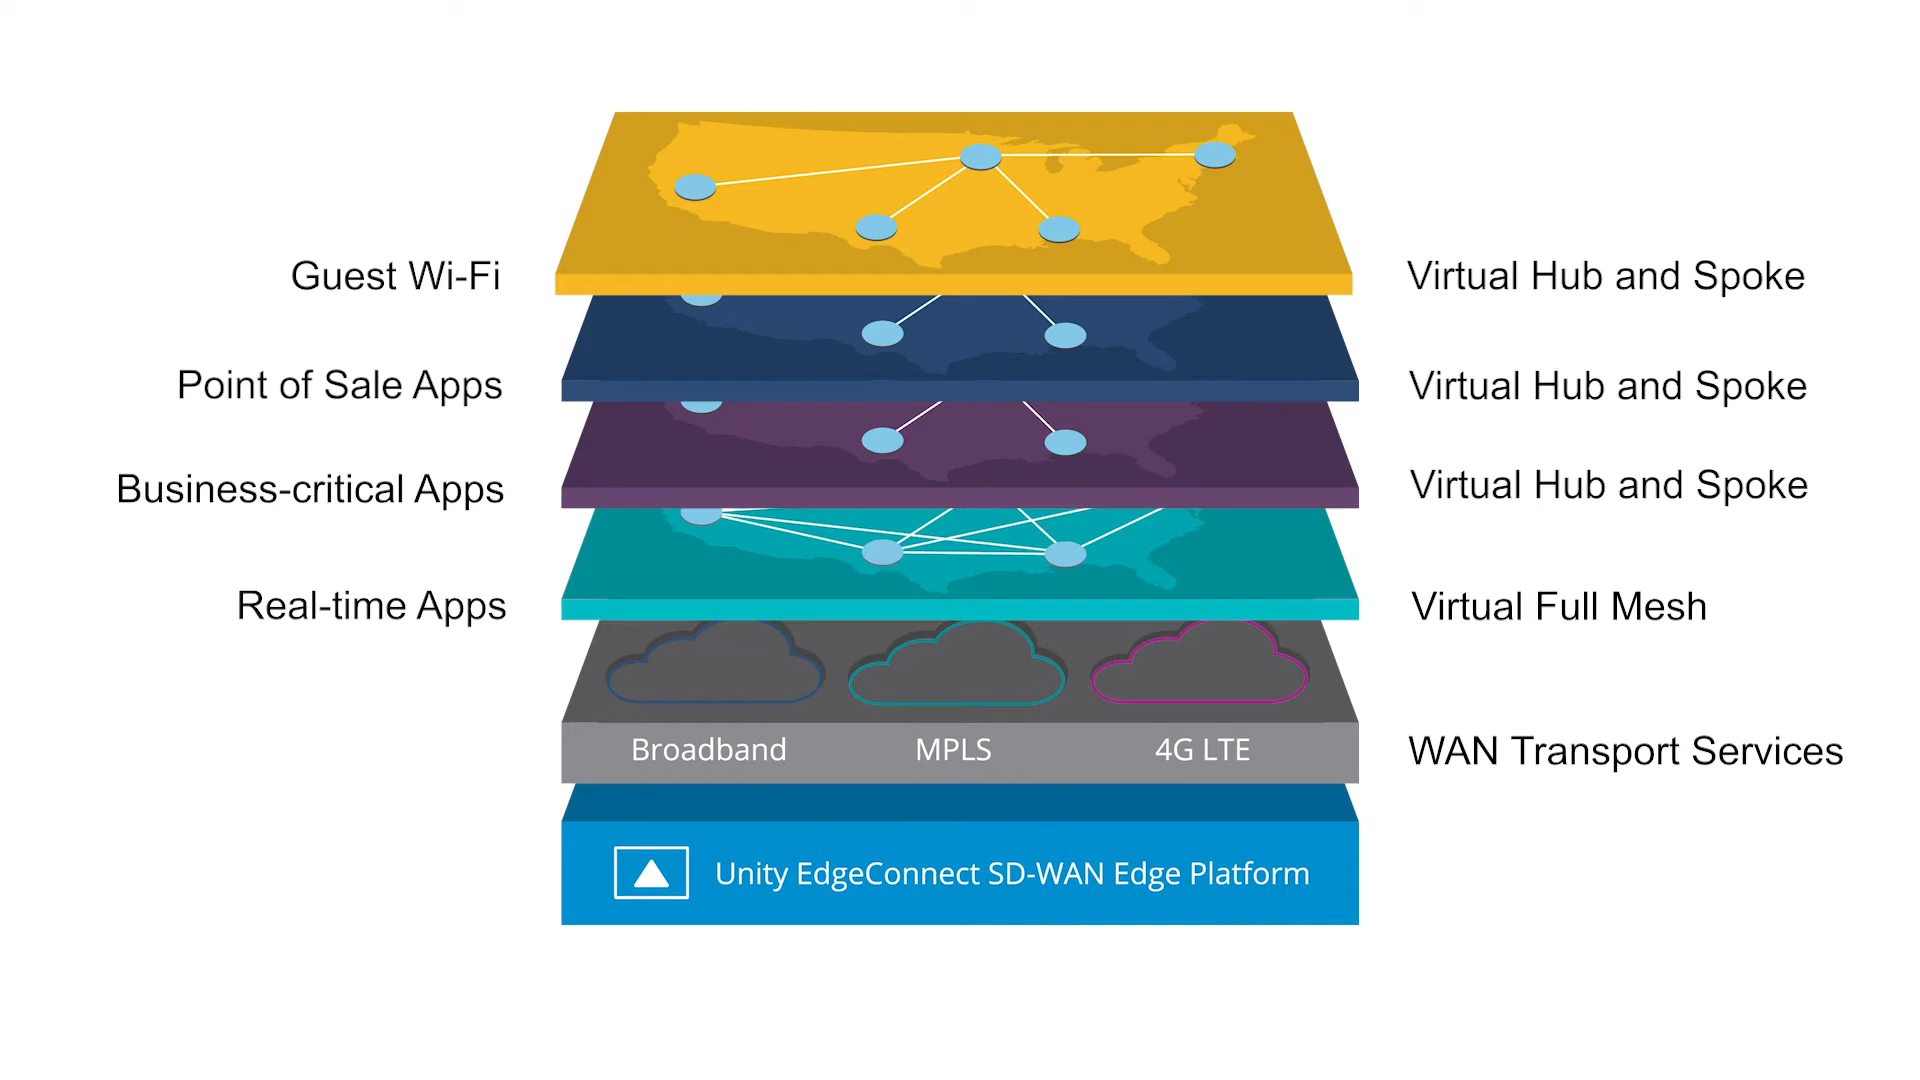 Guest Wi-Fi
Virtual Hub and Spoke
Point of Sale Apps
Virtual Hub and Spoke
Business-critical Apps
Virtual Hub and Spoke
Real-time Apps
Virtual Full Mesh
Broadband
MPLS
4G LTE
WAN Transport Services
Unity EdgeConnect SD-WAN Edge Platform